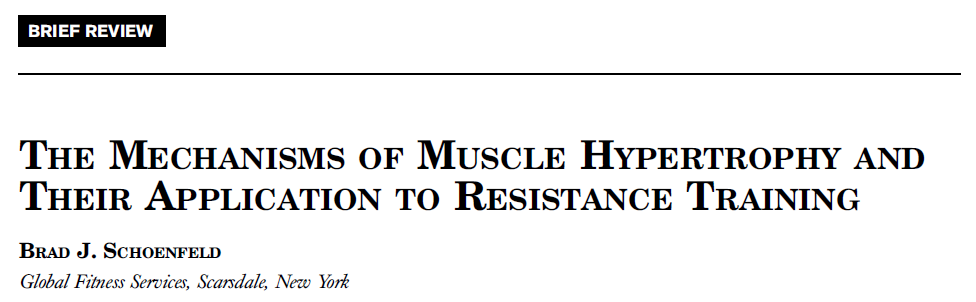 BRIEF REVIEW
THE MECHANISMS OF MUSCLE HYPERTROPHY AND
THEIR APPLICATION TO RESISTANCE TRAINING
BRAD J. SCHOENFELD
Global Fitness Services, Scarsdale, New York